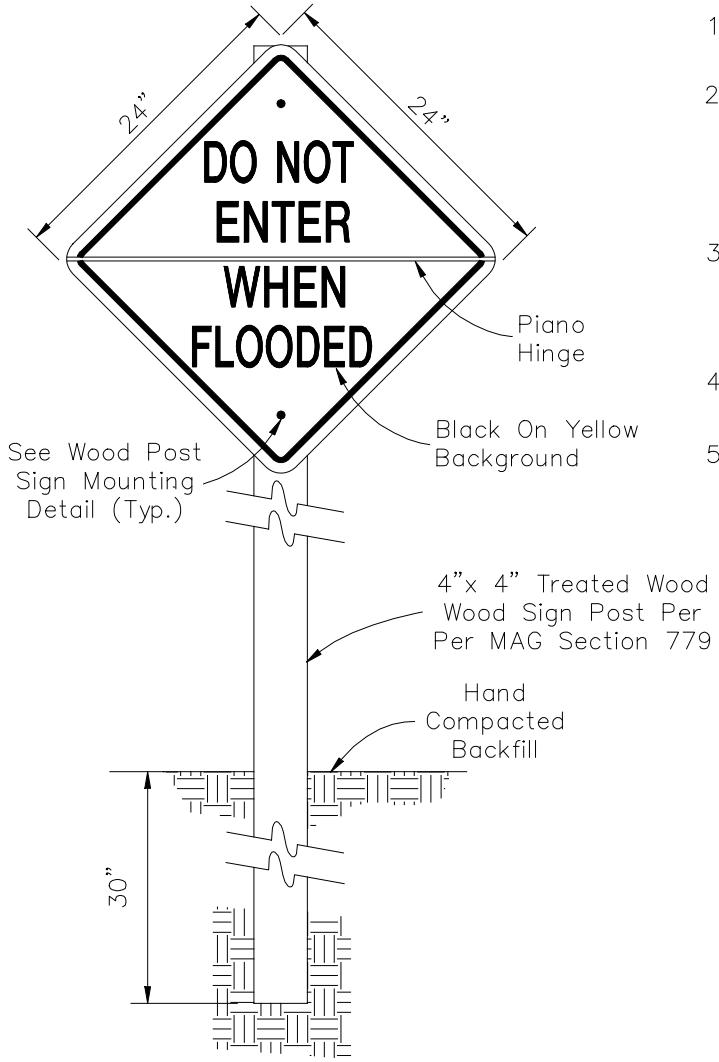 24”
24”
1
2
3
4
5
DO NOT
ENTER
WHEN
FLOODED
Piano
Hinge
Black On Yellow
Background
See Wood Post
Sign Mounting
Detail (Typ.)
4”x 4” Treated Wood
Wood Sign Post Per
Per MAG Section 779
Hand
Compacted
Backfill
30”